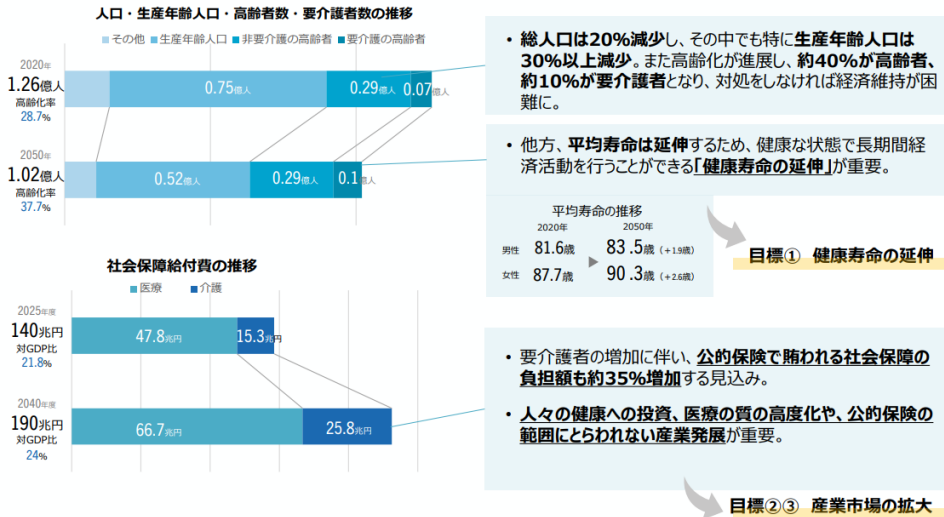 人口・生産年齢人口・高齢者数・要介護者数の推移
その他 生産年齢人口 非要介護の高齢者 要介護の高齢者
2020年
1.26億人
高齢化率
28.7%
0.75億人 0.29億人 0.07億人
2050年
1.02億人
高齢化率
37.7%
0.52億人 0.29億人 0.1億人
・総人口は20%減少し、その中でも特に生産年齢人口は
30%以上減少。また高齢化が進展し、約40%が高齢者、
約10%が要介護者となり、対処をしなければ経済維持が困
難に。
・他方、平均寿命は延伸するため、健康な状態で長期間経
済活動を行うことができる「健康寿命の延伸」が重要。
平均寿命の推移
2020年 2050年
男性 81.6歳 ▶ 83.5歳（+1.9歳）
女性 87.7歳 90.3歳（+2.6歳）
目標① 健康寿命の延伸
社会保障給付費の推移
医療 介護
2025年度
140兆円
対GDP比
21.8%
47.8兆円 15.3兆円
2040年度
190兆円
対GDP比
24%
66.7兆円 25.8兆円
・要介護者の増加に伴い、公的保険で賄われる社会保障の
負担額も約35%増加する見込み。
・人々の健康への投資、医療の質の高度化や、公的保険の
範囲にとらわれない産業発展が重要。
目標②③ 産業市場の拡大